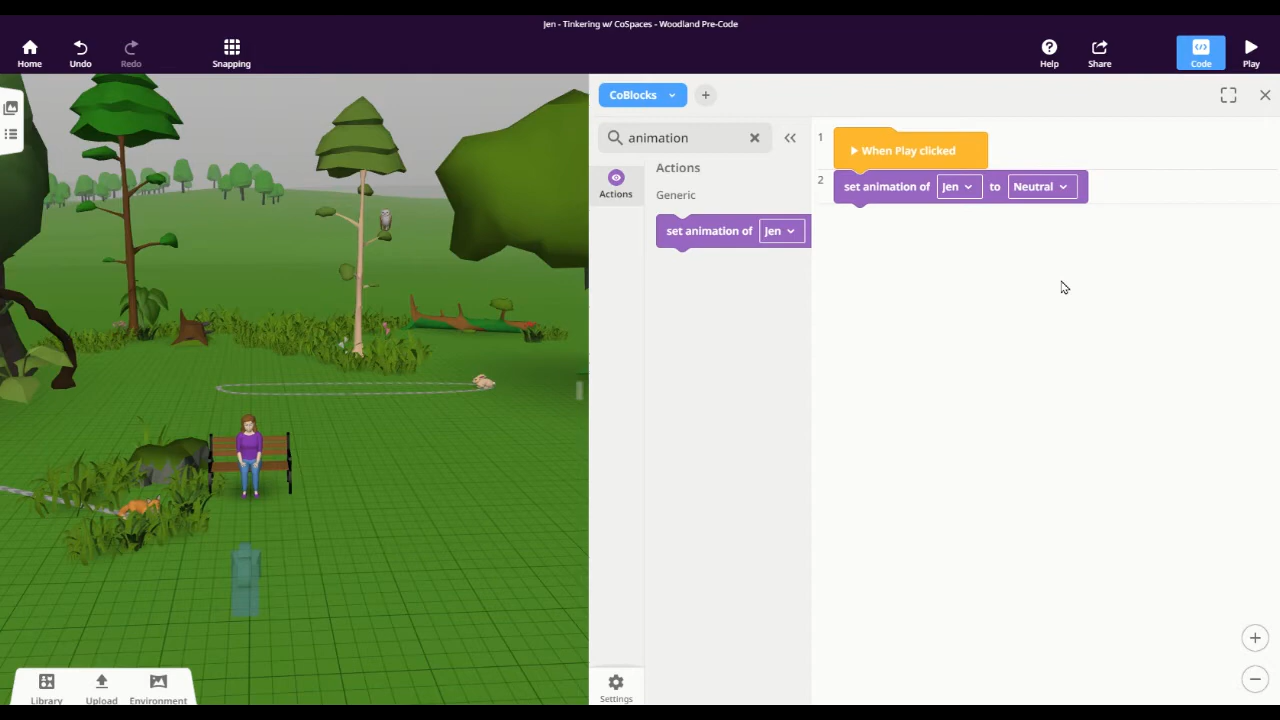 Jen - Tinkering w/ CoSpaces - Woodland Pre-Code
Home Undo Redo Snapping Help Share Code Play
CoBlocks
animation
Actions
Actions
Generic
set animation of Jen
1 When Play clicked
2 set animation of Jen to Neutral
Library Upload Environment
Settings